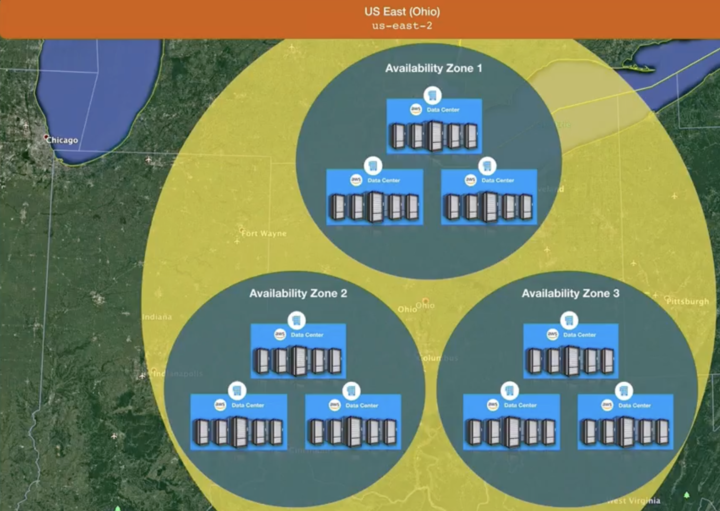 US East (Ohio)
us-east-2
Availability Zone 1
aws Data Center
Chicago
aws Data Center
aws Data Center
Fort Wayne
Availability Zone 2
Availability Zone 3
Pittsburgh
Ohio
Ohio
Indiana
aws Data Center
aws Data Center
aws Data Center
aws Data Center
aws Data Center
aws Data Center
West Virginia